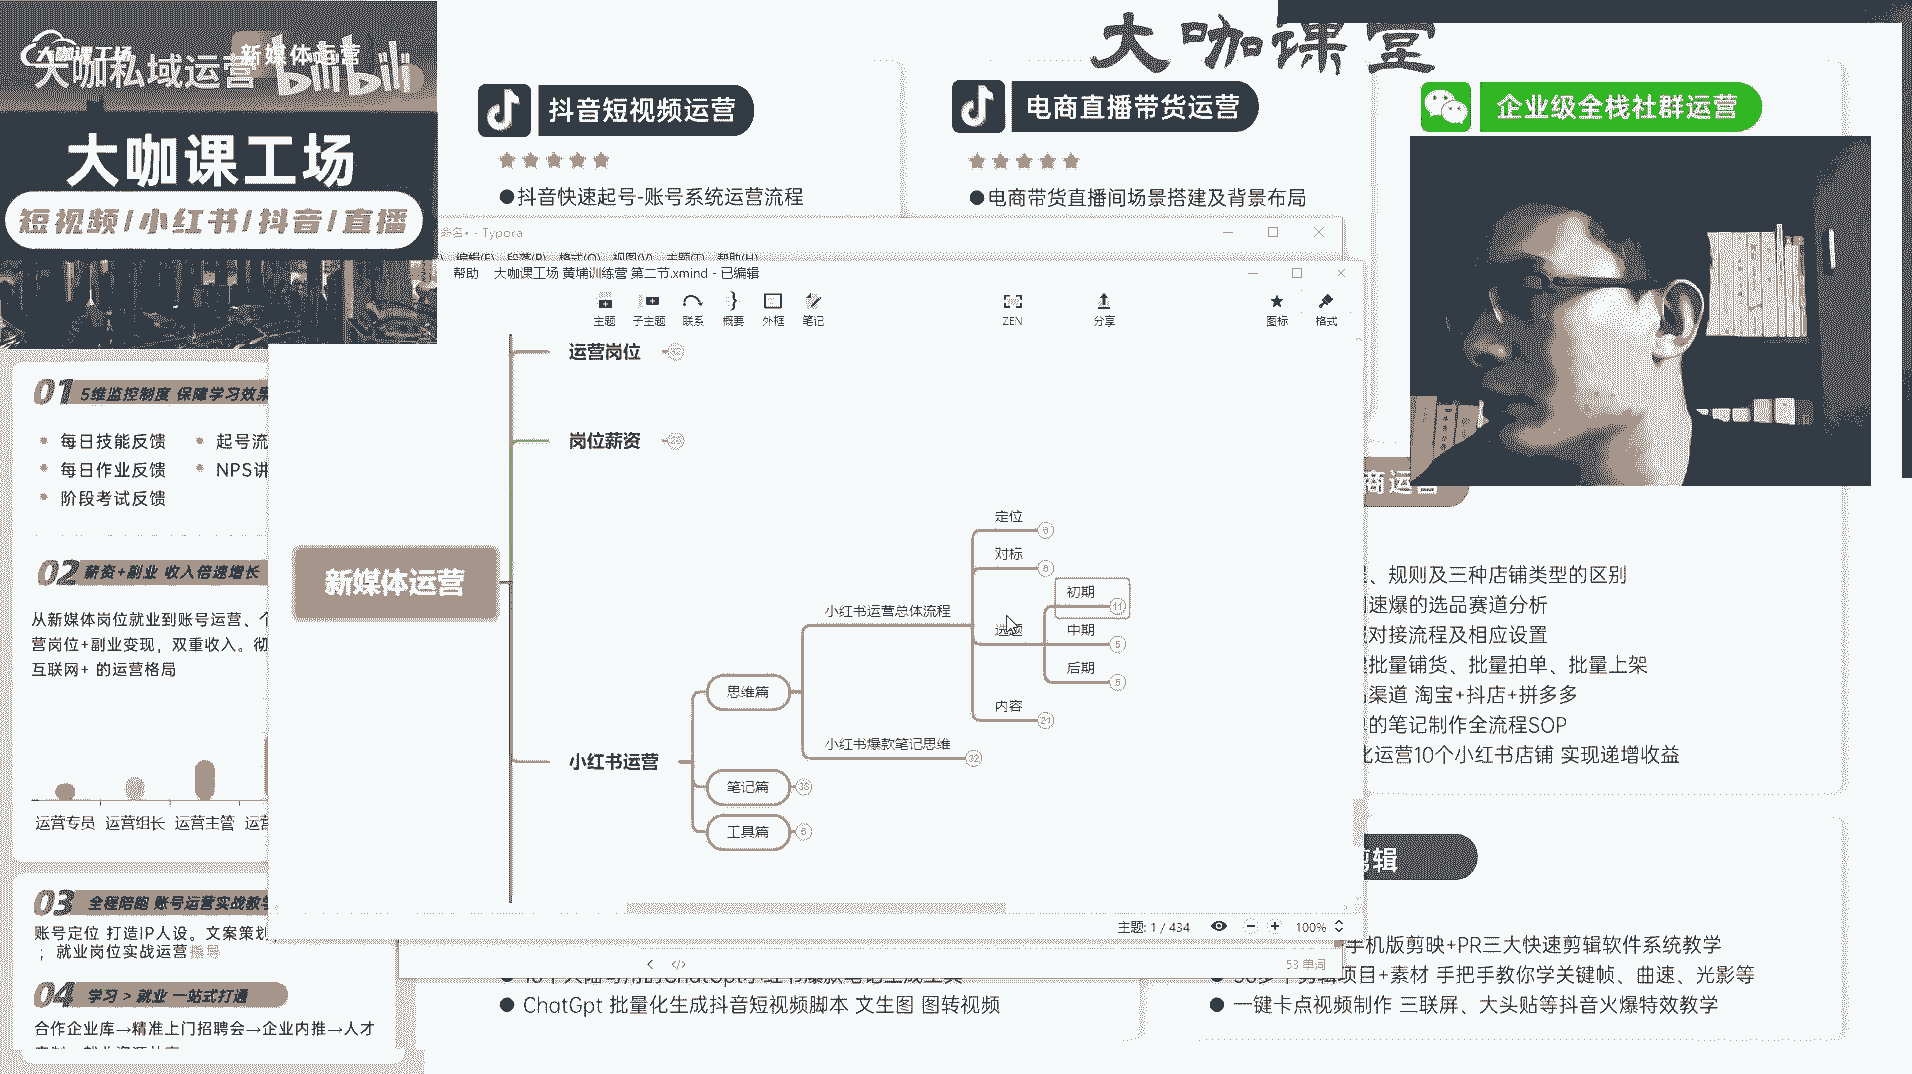 大咖课堂
大咖课工场
大咖私域运营
新媒体运营
bilibili
大咖课工场
短视频/小红书/抖音/直播
抖音短视频运营
●抖音快速起号-账号系统运营流程
电商直播带货运营
●电商带货直播间场景搭建及背景布局
企业级全栈社群运营
Typora
编辑(E) 段落(P) 格式(O) 视图(V) 主题(T) 帮助(H)
帮助 大咖课工场 黄埔训练营 第二节.xmind - 已编辑
主题 子主题 联系 概要 外框 笔记 ZEN 分享 图标 格式
运营岗位
岗位薪资 28
新媒体运营
小红书运营
思维篇
笔记篇
工具篇 6
小红书运营总体流程
小红书爆款笔记思维 32
定位
对标
选题
内容 21
初期 11
中期 5
后期 5
主题: 1 / 434 100%
53 单词
01 5维监控制度 保障学习效果
每日技能反馈 起号流
每日作业反馈 NPS讲
阶段考试反馈
02 薪资+副业 收入倍速增长
从新媒体岗位就业到账号运营、
营岗位+副业变现，双重收入。彻
互联网+ 的运营格局
运营专员 运营组长 运营主管
03 全程陪跑 账号运营实战教学
账号定位 打造IP人设。文案策划
；就业岗位实战运营指导
04 学习 > 就业 一站式打通
合作企业库→精准上门招聘会→企业内推→人才
商运营
、规则及三种店铺类型的区别
速爆的选品赛道分析
对接流程及相应设置
批量铺货、批量拍单、批量上架
渠道 淘宝+抖店+拼多多
的笔记制作全流程SOP
运营10个小红书店铺 实现递增收益
剪辑
手机版剪映+PR三大快速剪辑软件系统教学
项目+素材 手把手教你学关键帧、曲速、光影等
● 一键卡点视频制作 三联屏、大头贴等抖音火爆特效教学
● ChatGpt 批量化生成抖音短视频脚本 文生图 图转视频